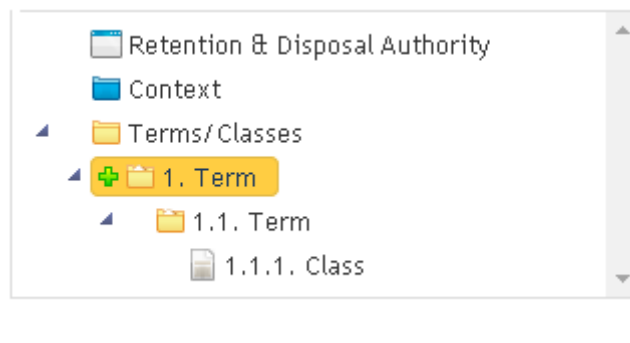 Retention & Disposal Authority
Context
Terms/Classes
1. Term
1.1. Term
1.1.1. Class